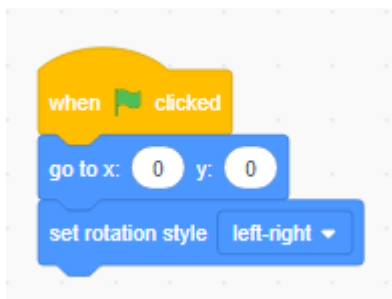 when clicked
go to x: 0 y: 0
set rotation style left-right